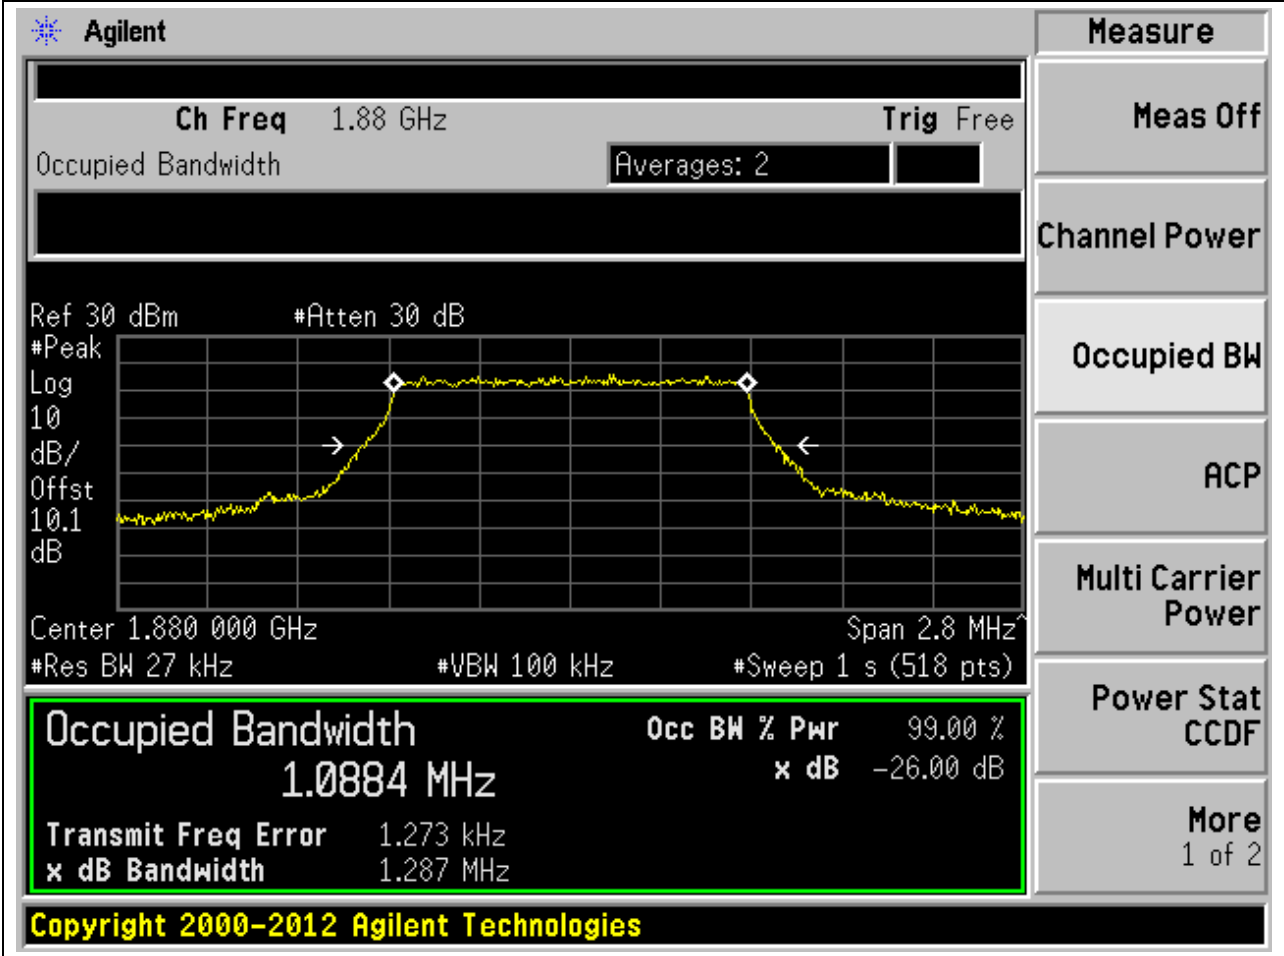 Agilent
Measure
Ch Freq 1.88 GHz Trig Free
Occupied Bandwidth Averages: 2
Meas Off
Channel Power
Ref 30 dBm #Atten 30 dB
#Peak
Log
10
dB/
Offst
10.1
dB
Occupied BW
ACP
Center 1.880 000 GHz Span 2.8 MHz^
#Res BW 27 kHz #VBW 100 kHz #Sweep 1 s (518 pts)
Multi Carrier
Power
Occupied Bandwidth Occ BW % Pwr 99.00 %
1.0884 MHz x dB -26.00 dB
Transmit Freq Error 1.273 kHz
x dB Bandwidth 1.287 MHz
Power Stat
CCDF
More
1 of 2
Copyright 2000-2012 Agilent Technologies